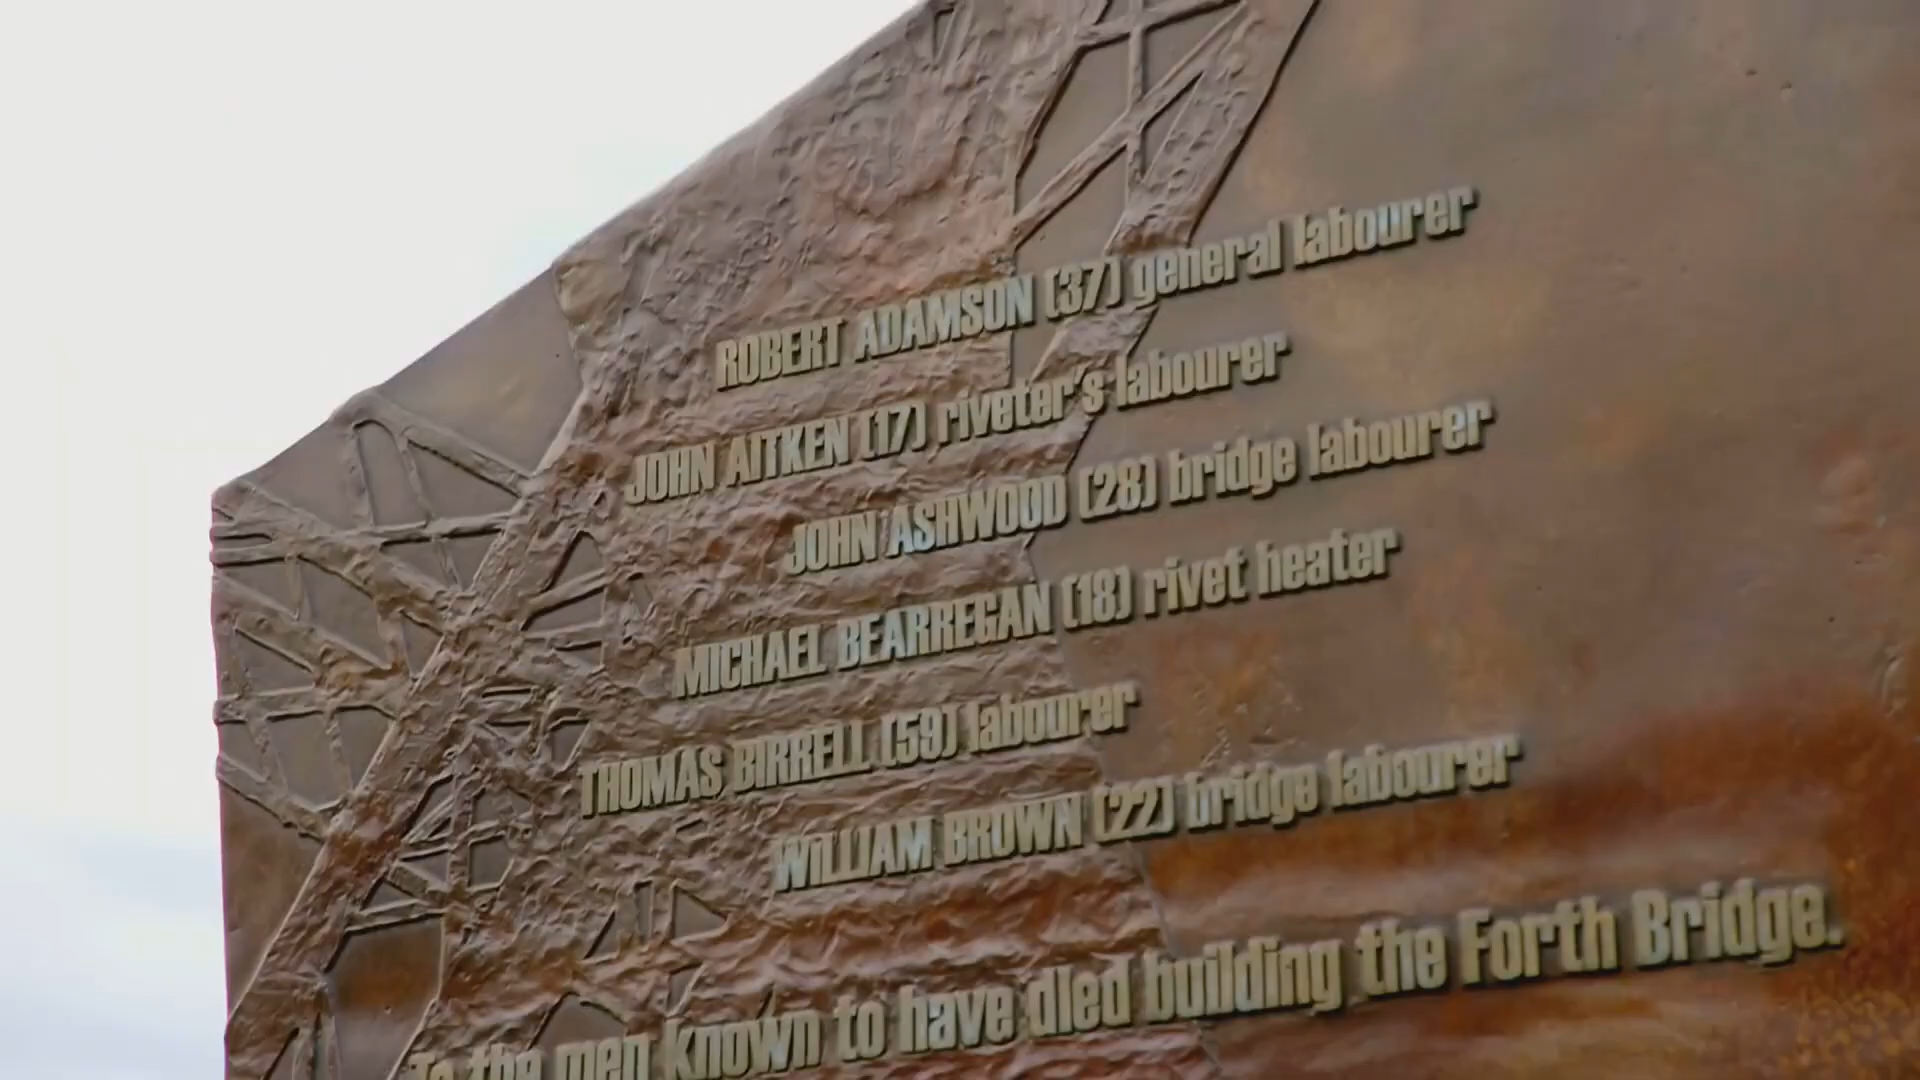 ROBERT ADAMSON (37) general labourer
JOHN AITKEN (17) riveter's labourer
JOHN ASHWOOD (28) bridge labourer
MICHAEL BEARREGAN (18) rivet heater
THOMAS BIRRELL (59) labourer
WILLIAM BROWN (22) bridge labourer
To the men known to have died building the Forth Bridge.